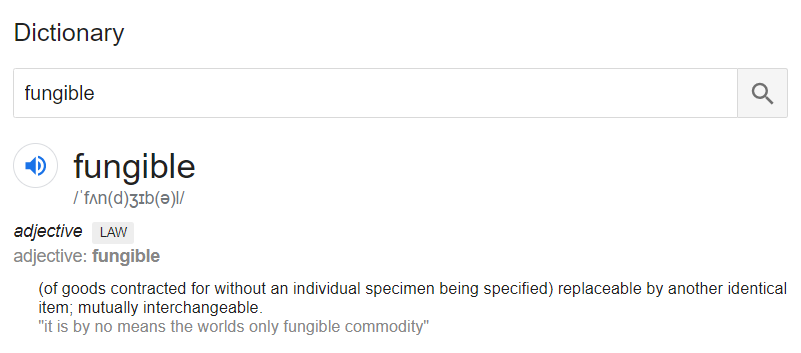 Dictionary
fungible
fungible
/ˈfʌn(d)ʒɪb(ə)l/
adjective LAW
adjective: fungible
(of goods contracted for without an individual specimen being specified) replaceable by another identical
item; mutually interchangeable.
"it is by no means the worlds only fungible commodity"